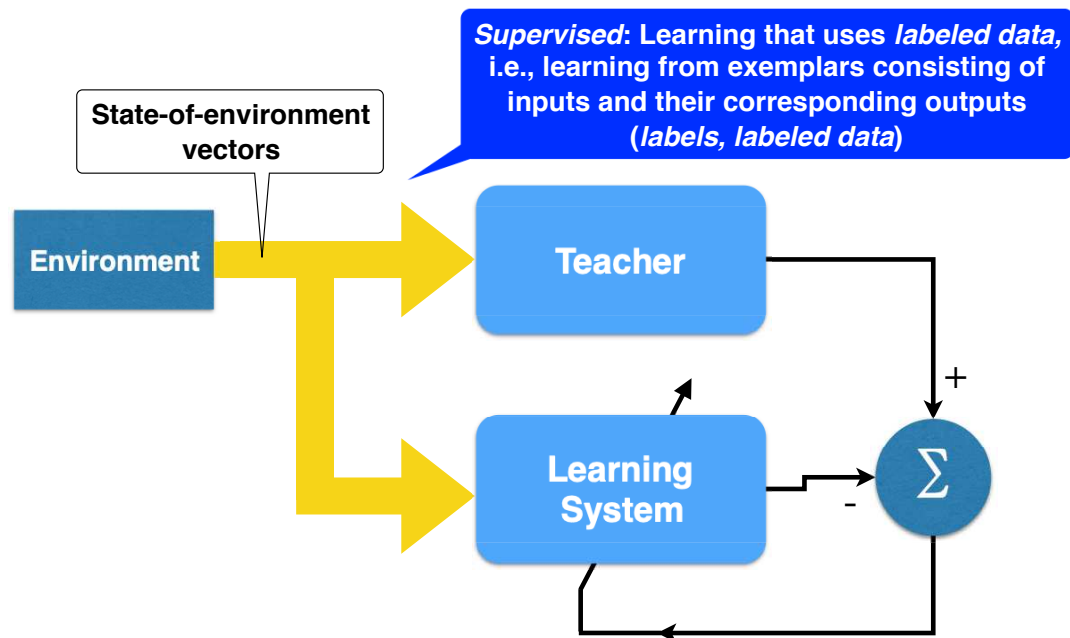 Supervised: Learning that uses labeled data,
i.e., learning from exemplars consisting of
inputs and their corresponding outputs
(labels, labeled data)
State-of-environment
vectors
Environment
Teacher
+
Learning
System
-
Σ